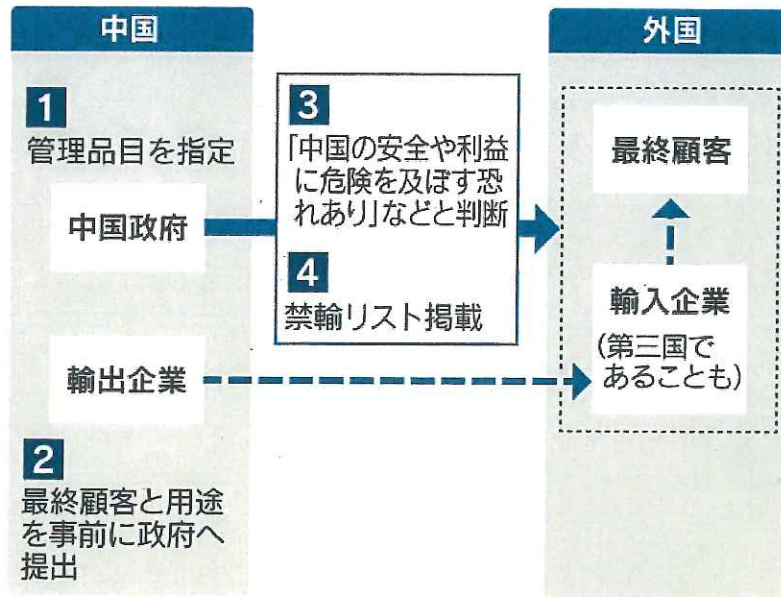 中国
外国
1
管理品目を指定
中国政府
輸出企業
2
最終顧客と用途
を事前に政府へ
提出
3
「中国の安全や利益
に危険を及ぼす恐
れあり」などと判断
4
禁輸リスト掲載
最終顧客
輸入企業
(第三国で
あることも)